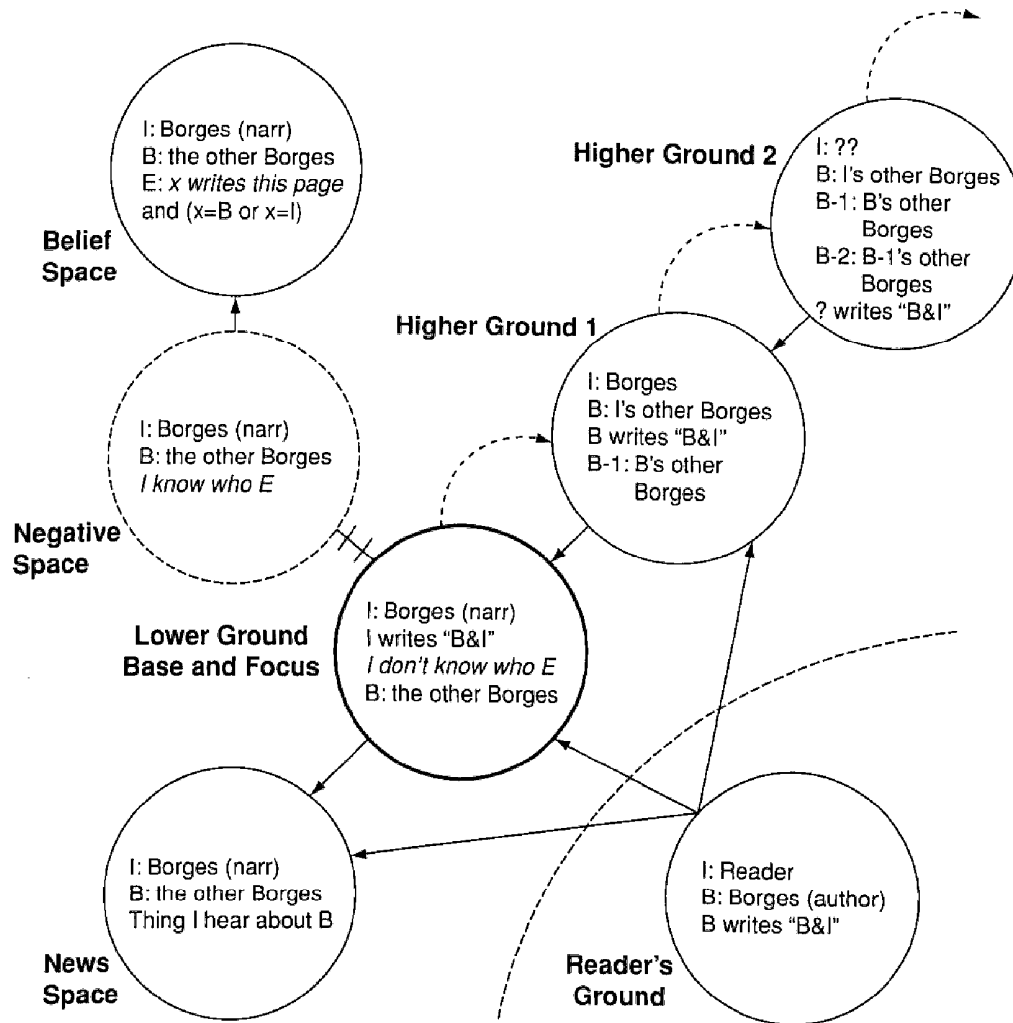 I: Borges (narr)
B: the other Borges
E: x writes this page
and (x=B or x=I)
Belief
Space
Higher Ground 2
I: ??
B: I's other Borges
B-1: B's other
Borges
B-2: B-1's other
Borges
? writes “B&I”
Higher Ground 1
I: Borges
B: I's other Borges
B writes “B&I”
B-1: B's other
Borges
I: Borges (narr)
B: the other Borges
I know who E
Negative
Space
Lower Ground
Base and Focus
I: Borges (narr)
I writes “B&I”
I don't know who E
B: the other Borges
I: Borges (narr)
B: the other Borges
Thing I hear about B
News
Space
I: Reader
B: Borges (author)
B writes “B&I”
Reader's
Ground